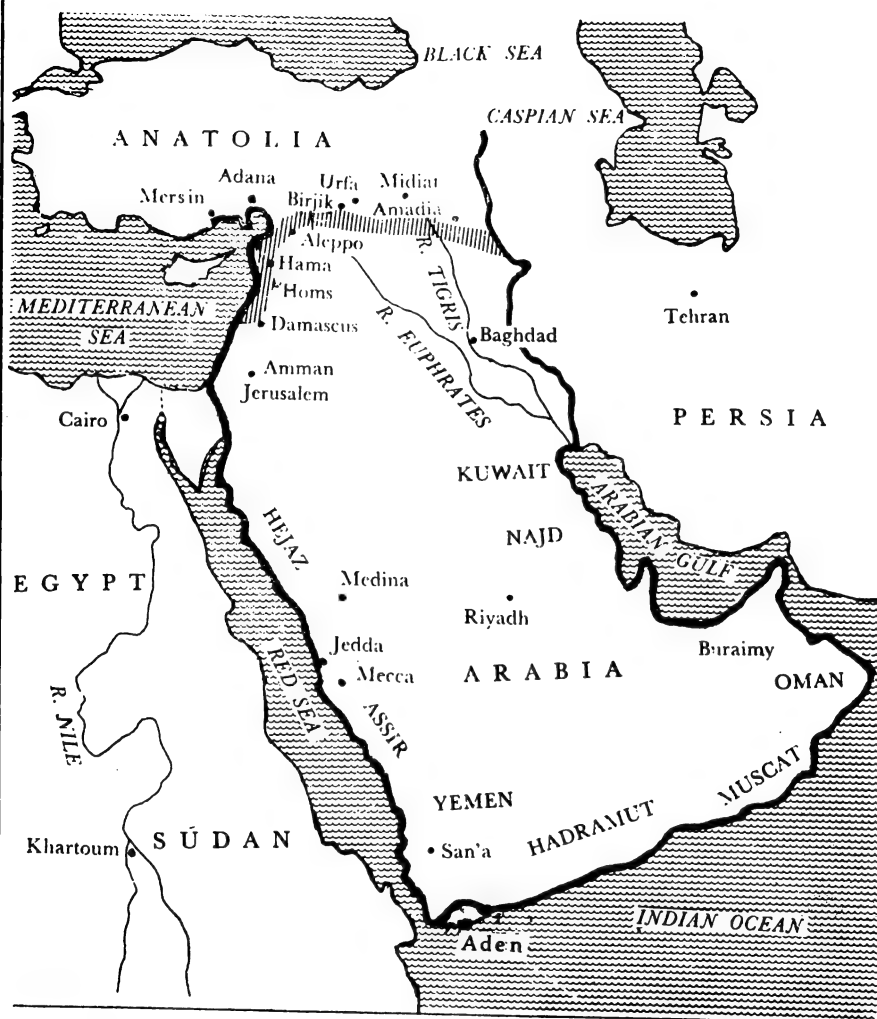 BLACK SEA
CASPIAN SEA
ANATOLIA
Adana
Urfa
Midiat
Mersin
Birjik
Amadia
Aleppo
Hama
Homs
R. TIGRIS
MEDITERRANEAN
SEA
Damascus
Baghdad
Tehran
R. EUPHRATES
Amman
Jerusalem
Cairo
PERSIA
KUWAIT
ARABIAN GULF
HEJAZ
NAJD
EGYPT
Medina
Riyadh
Jedda
Buraimy
RED SEA
Mecca
ARABIA
OMAN
R. NILE
ASSIR
MUSCAT
YEMEN
HADRAMUT
Khartoum
SÚDAN
San'a
INDIAN OCEAN
Aden